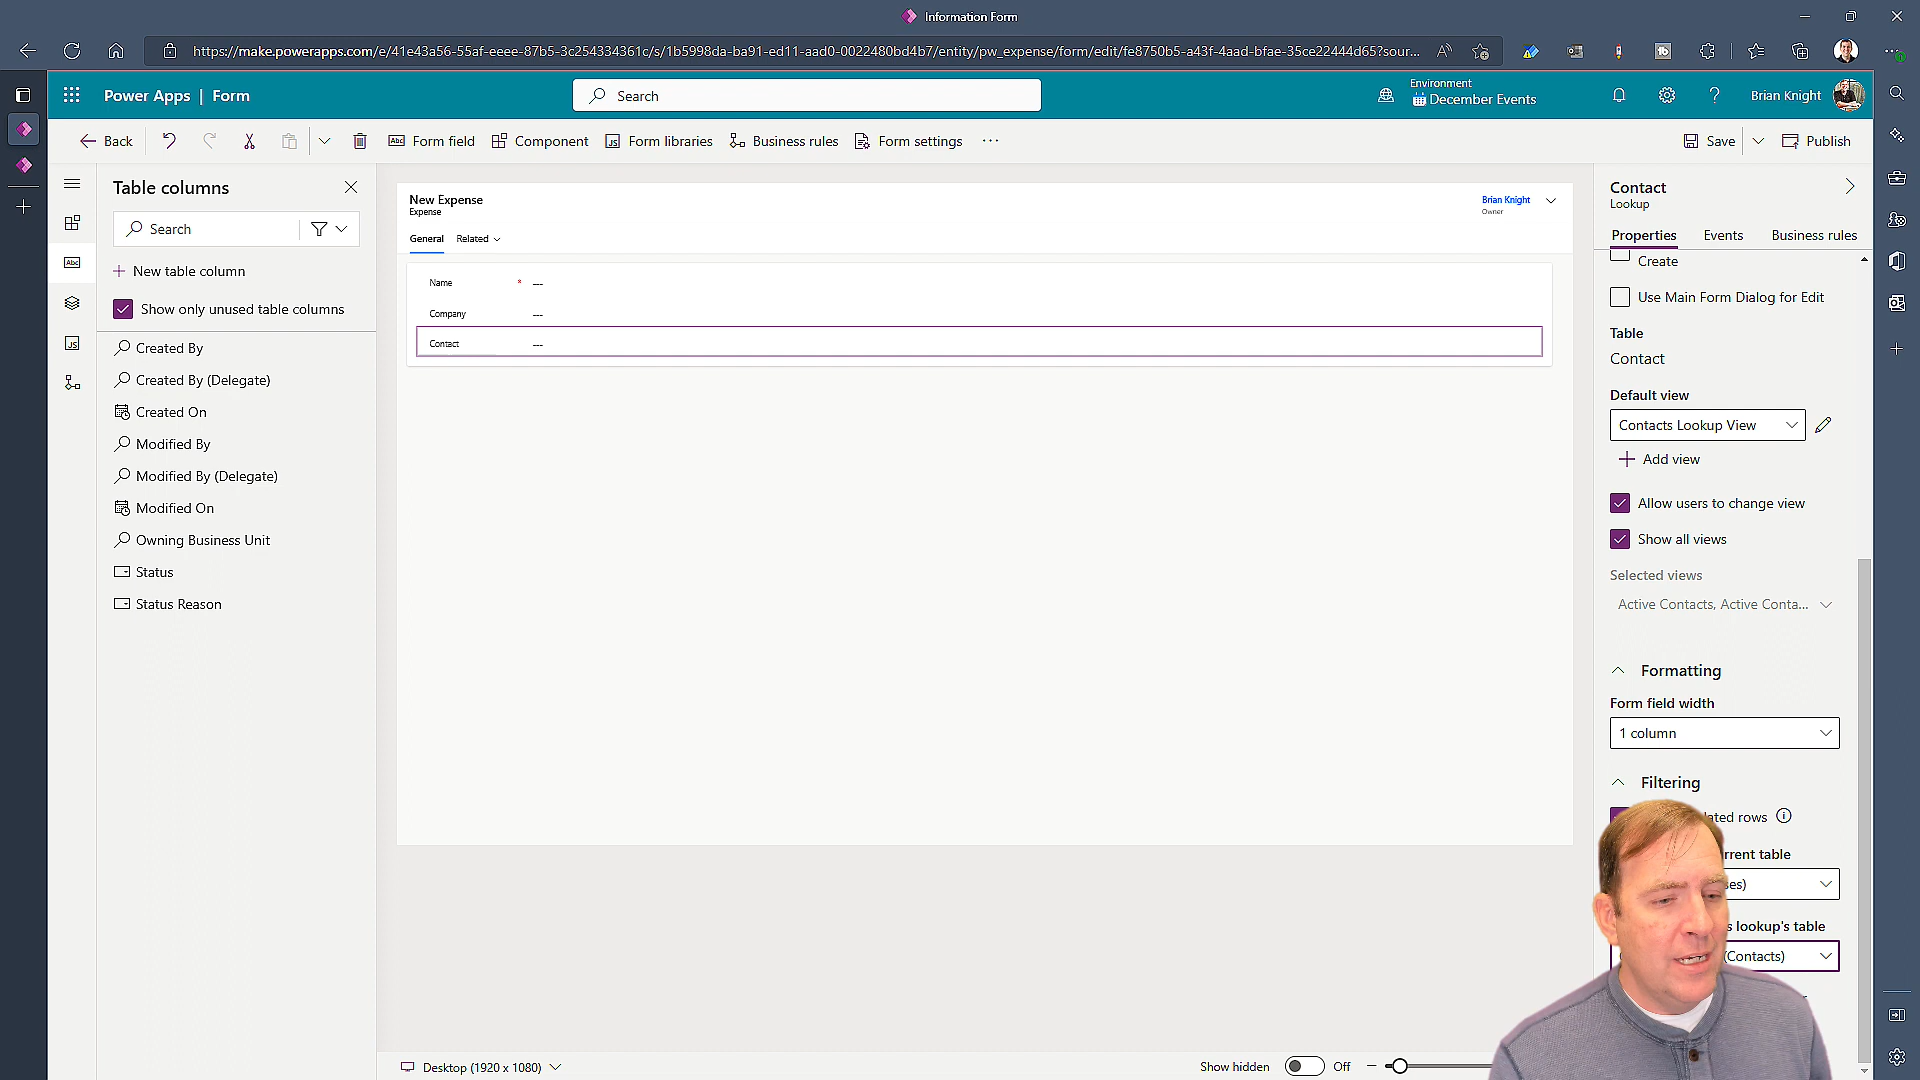 Information Form
https://make.powerapps.com/e/41e43a56-55af-eeee-87b5-3c254334361c/s/1b5998da-ba91-ed11-aad0-0022480bd4b7/entity/pw_expense/form/edit/fe8750b5-a43f-4aad-bfae-35ce22444d65?sour...
Power Apps | Form
Search
Environment
December Events
Brian Knight
Back
Form field
Component
Form libraries
Business rules
Form settings
Save
Publish
Table columns
Search
New table column
Show only unused table columns
Created By
Created By (Delegate)
Created On
Modified By
Modified By (Delegate)
Modified On
Owning Business Unit
Status
Status Reason
New Expense
Expense
Brian Knight
Owner
General
Related
Name * ---
Company ---
Contact ---
Contact
Lookup
Properties
Events
Business rules
Create
Use Main Form Dialog for Edit
Table
Contact
Default view
Contacts Lookup View
Add view
Allow users to change view
Show all views
Selected views
Active Contacts, Active Conta...
Formatting
Form field width
1 column
Filtering
rows
table
lookup's table
(Contacts)
Desktop (1920 x 1080)
Show hidden
Off